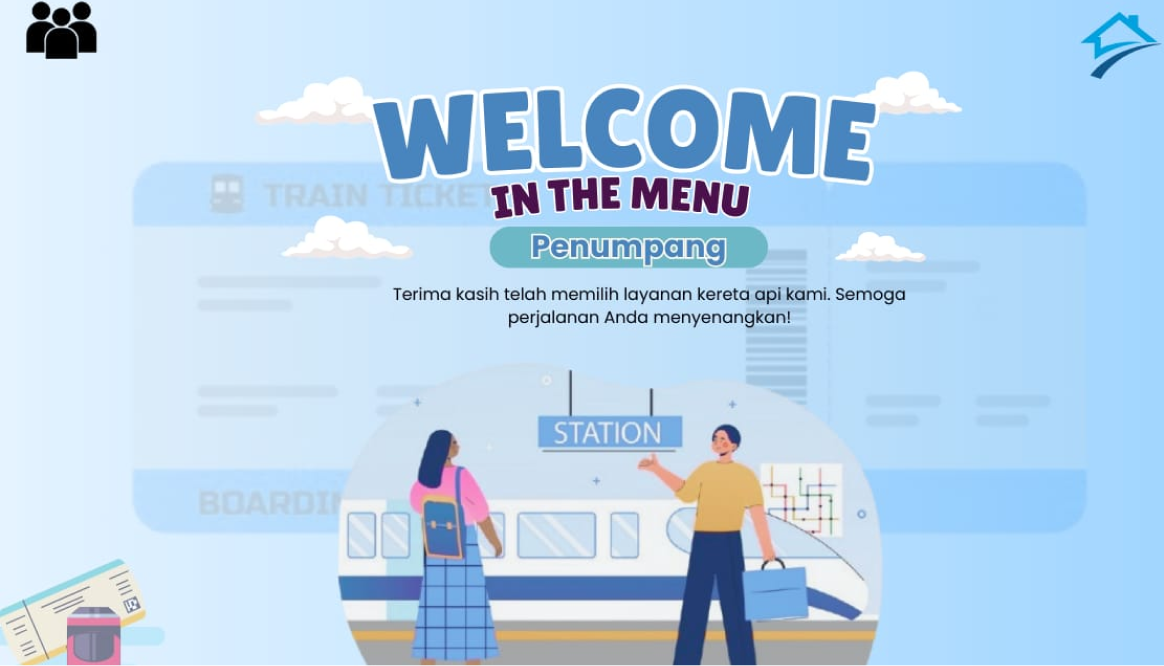 WELCOME
TRAIN TICKET
IN THE MENU
Penumpang
Terima kasih telah memilih layanan kereta api kami. Semoga
perjalanan Anda menyenangkan!
STATION
BOARDIN